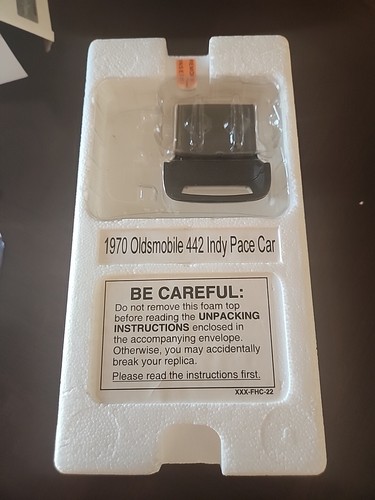 1970 Oldsmobile 442 Indy Pace Car
BE CAREFUL:
Do not remove this foam top
before reading the UNPACKING
INSTRUCTIONS enclosed in
the accompanying envelope.
Otherwise, you may accidentally
break your replica.
Please read the instructions first.
XXX-FHC-22